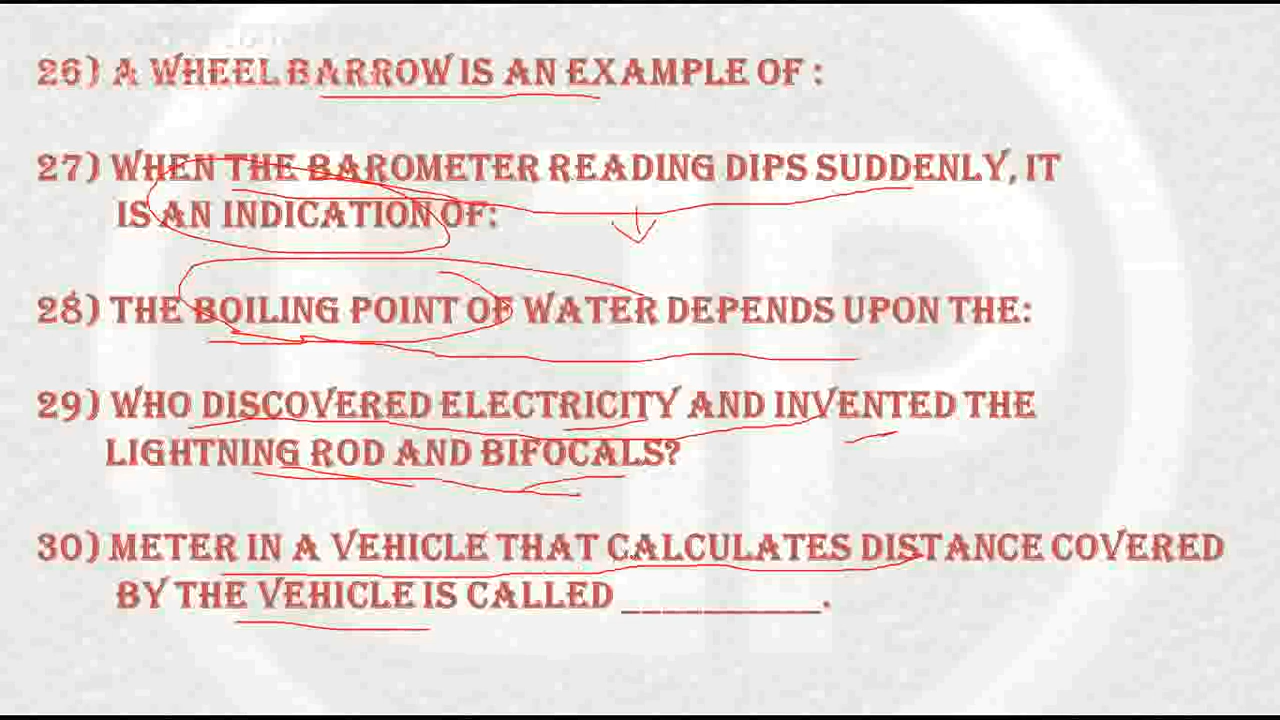 26) A WHEEL BARROW IS AN EXAMPLE OF :
27) WHEN THE BAROMETER READING DIPS SUDDENLY, IT
IS AN INDICATION OF:
28) THE BOILING POINT OF WATER DEPENDS UPON THE:
29) WHO DISCOVERED ELECTRICITY AND INVENTED THE
LIGHTNING ROD AND BIFOCALS?
30) METER IN A VEHICLE THAT CALCULATES DISTANCE COVERED
BY THE VEHICLE IS CALLED __________.